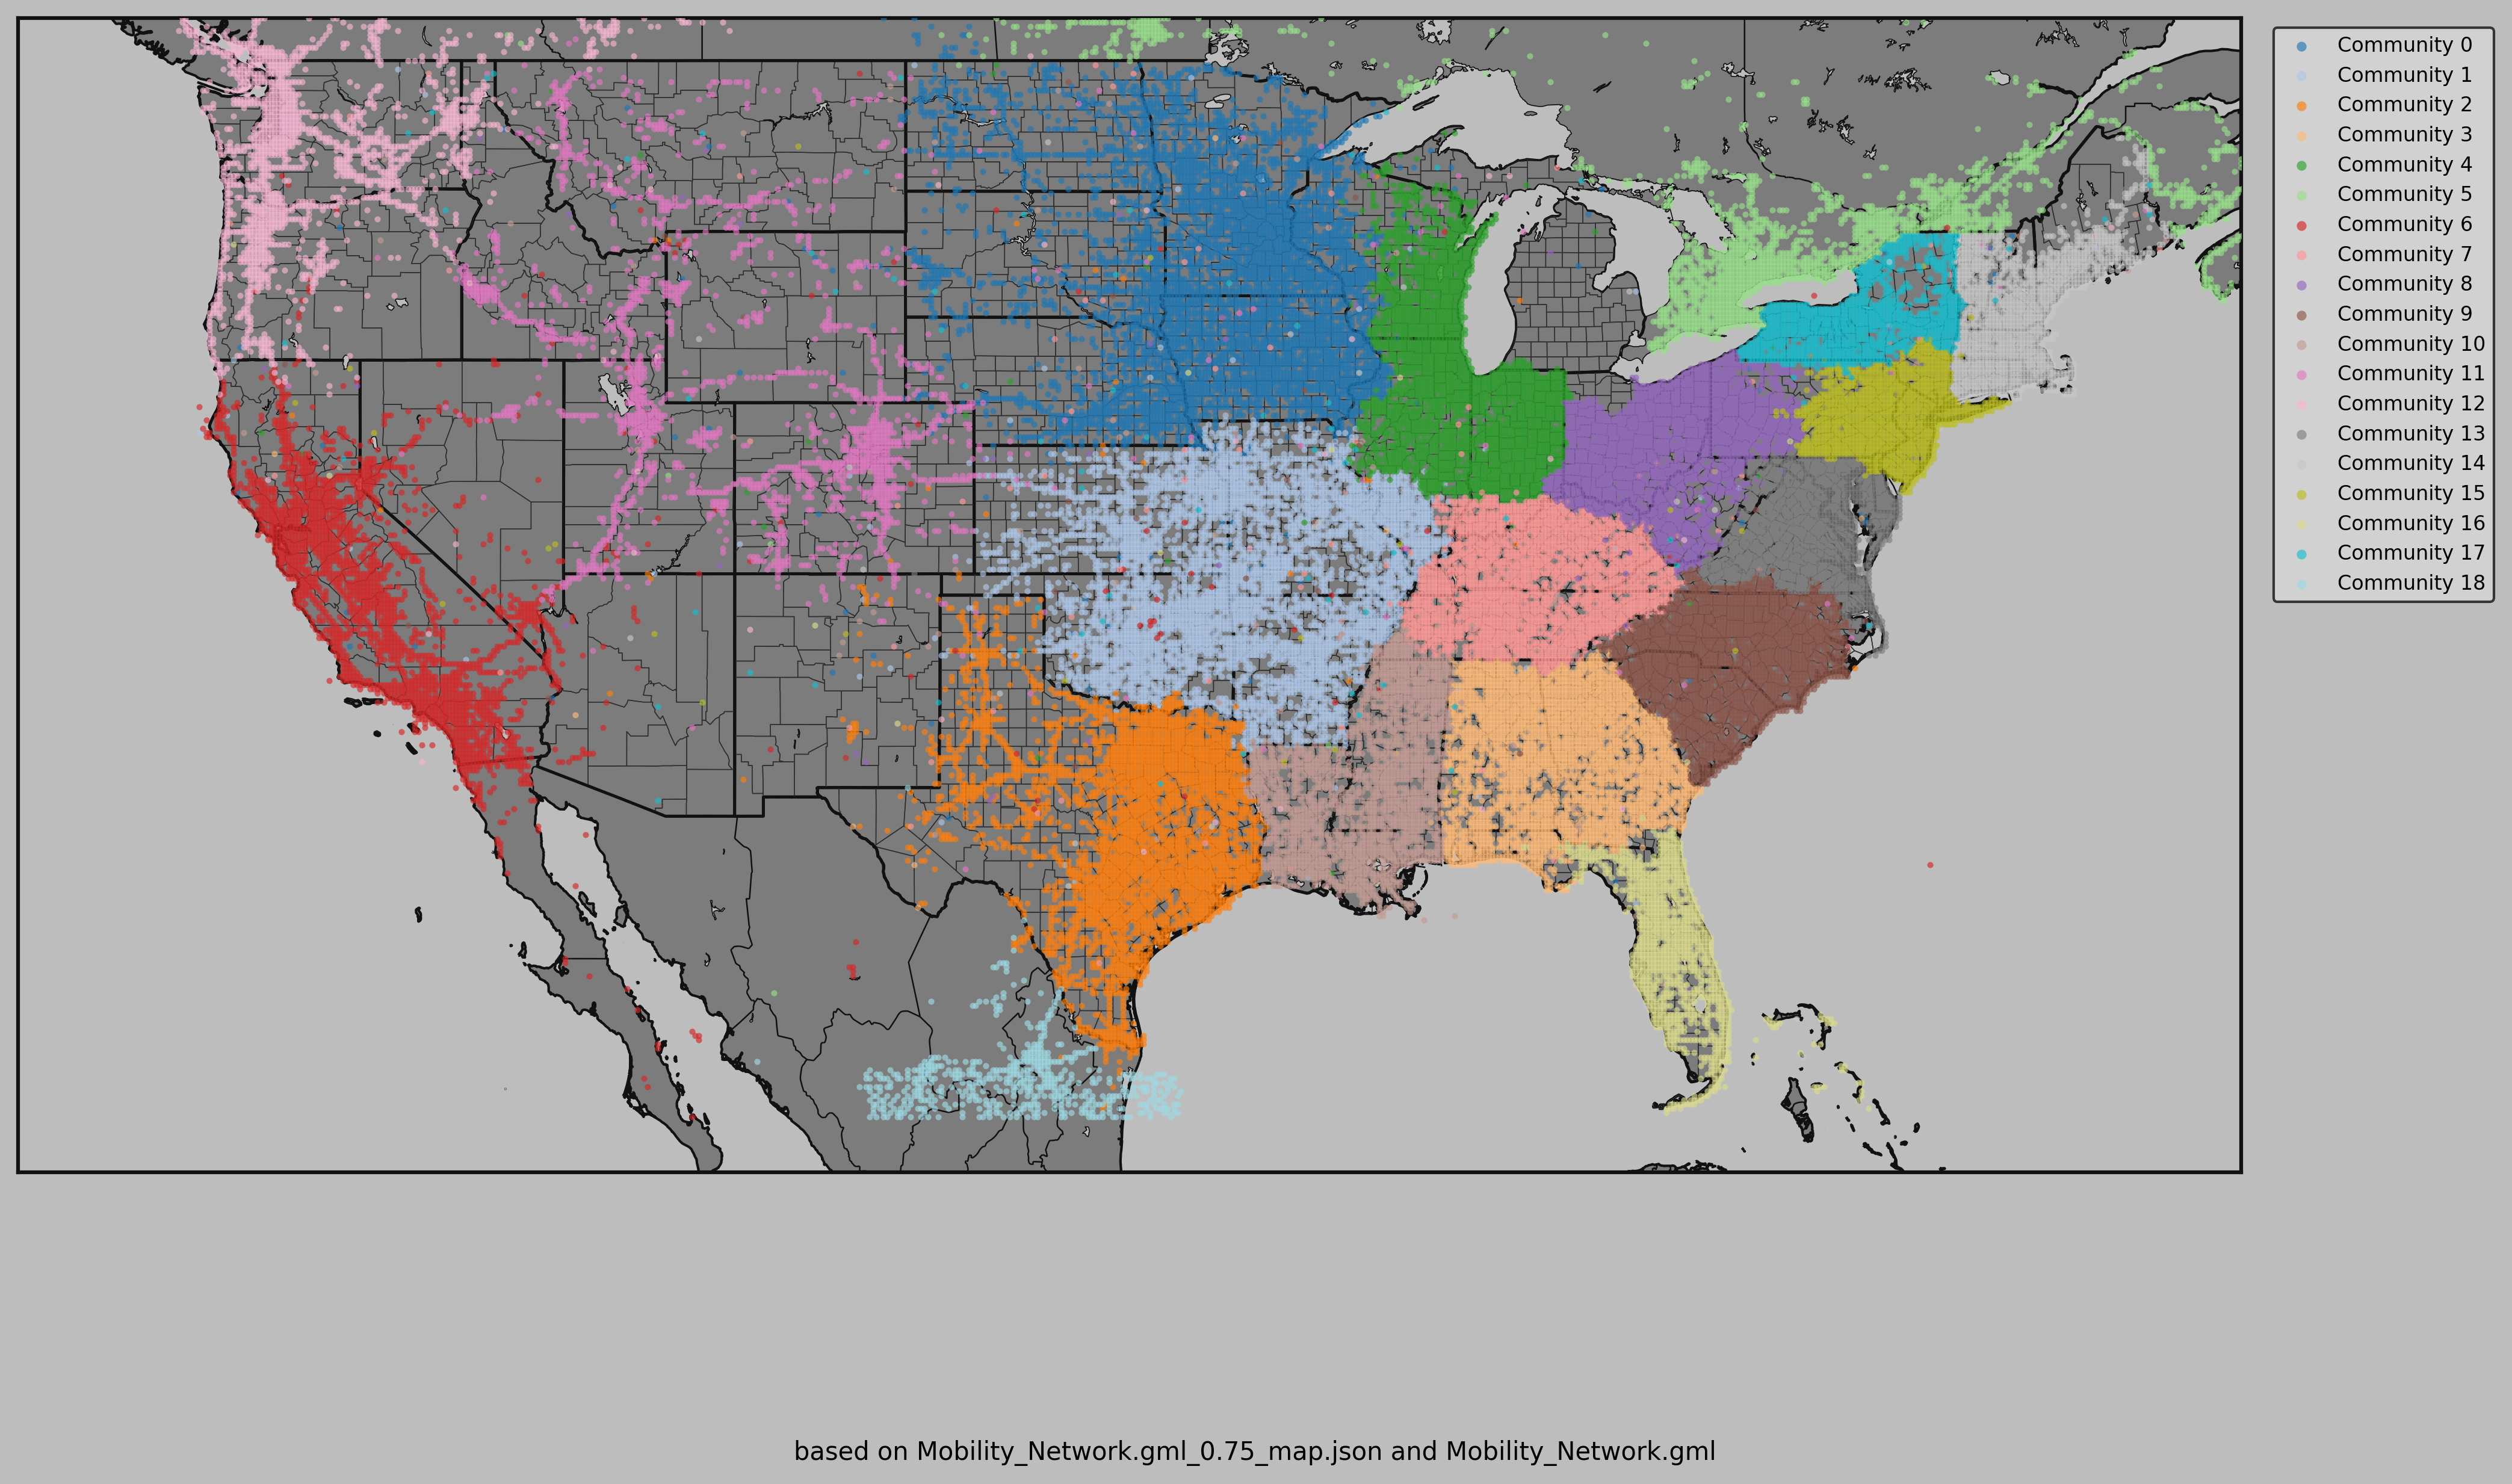 Community 0
Community 1
Community 2
Community 3
Community 4
Community 5
Community 6
Community 7
Community 8
Community 9
Community 10
Community 11
Community 12
Community 13
Community 14
Community 15
Community 16
Community 17
Community 18
based on Mobility_Network.gml_0.75_map.json and Mobility_Network.gml